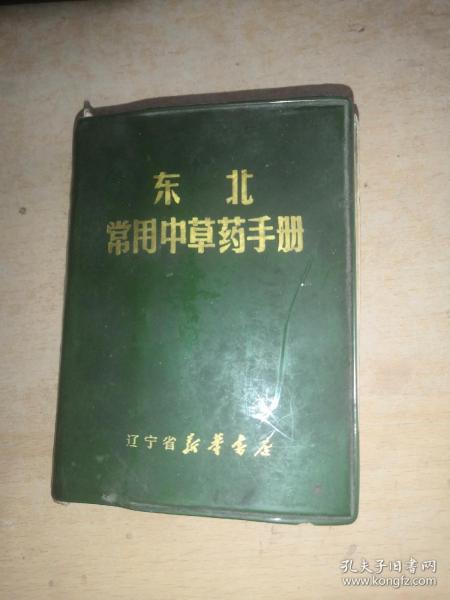 东 北
常用中草药手册
辽宁省新华书店
孔夫子旧书网
www.kongfz.com